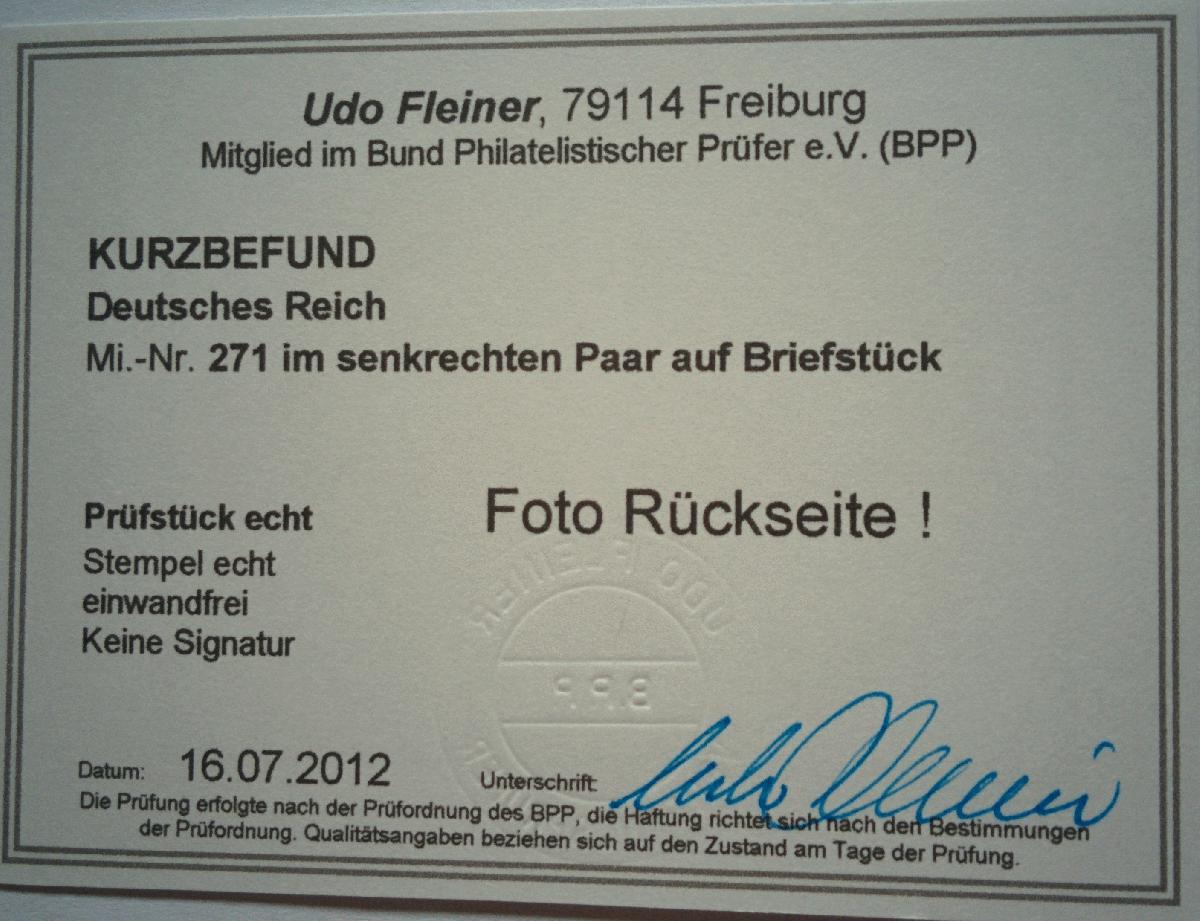 Udo Fleiner, 79114 Freiburg
Mitglied im Bund Philatelistischer Prüfer e.V. (BPP)
KURZBEFUND
Deutsches Reich
Mi.-Nr. 271 im senkrechten Paar auf Briefstück
Prüfstück echt
Foto Rückseite !
Stempel echt
einwandfrei
Keine Signatur
UDO FLEINER
B.P.P.
Datum: 16.07.2012 Unterschrift:
Die Prüfung erfolgte nach der Prüfordnung des BPP, die Haftung richtet sich nach den Bestimmungen
der Prüfordnung. Qualitätsangaben beziehen sich auf den Zustand am Tage der Prüfung.